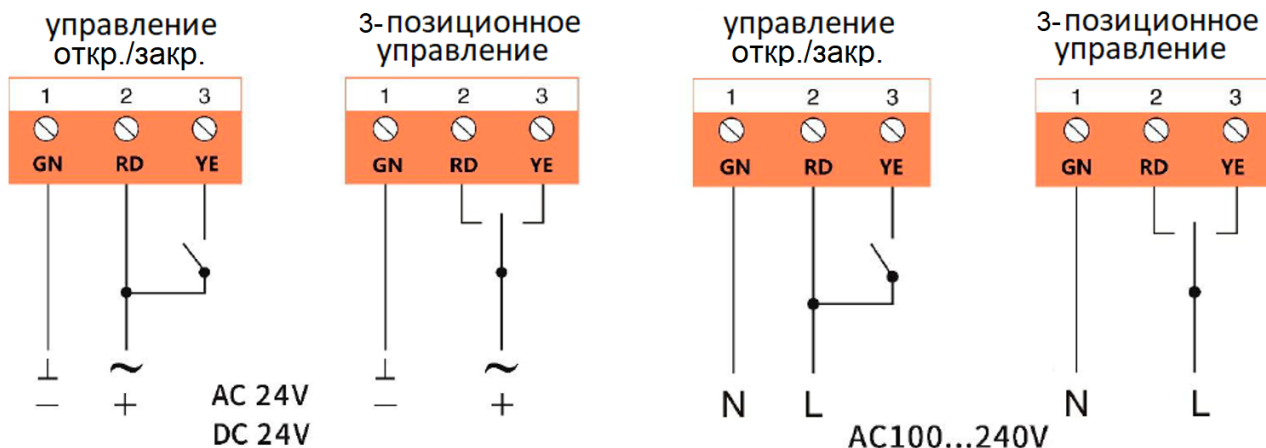 управление
откр./закр.
1 2 3
GN RD YE
⊥ ~
− +
3-позиционное
управление
1 2 3
GN RD YE
⊥ ~
− +
AC 24V
DC 24V
управление
откр./закр.
1 2 3
GN RD YE
N L
3-позиционное
управление
1 2 3
GN RD YE
N L
AC100...240V